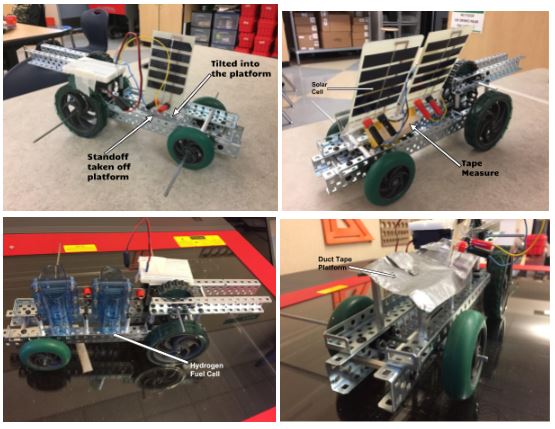 Tilted into
the platform
Standoff
taken off
platform
Solar
Cell
Tape
Measure
Hydrogen
Fuel Cell
Duct Tape
Platform